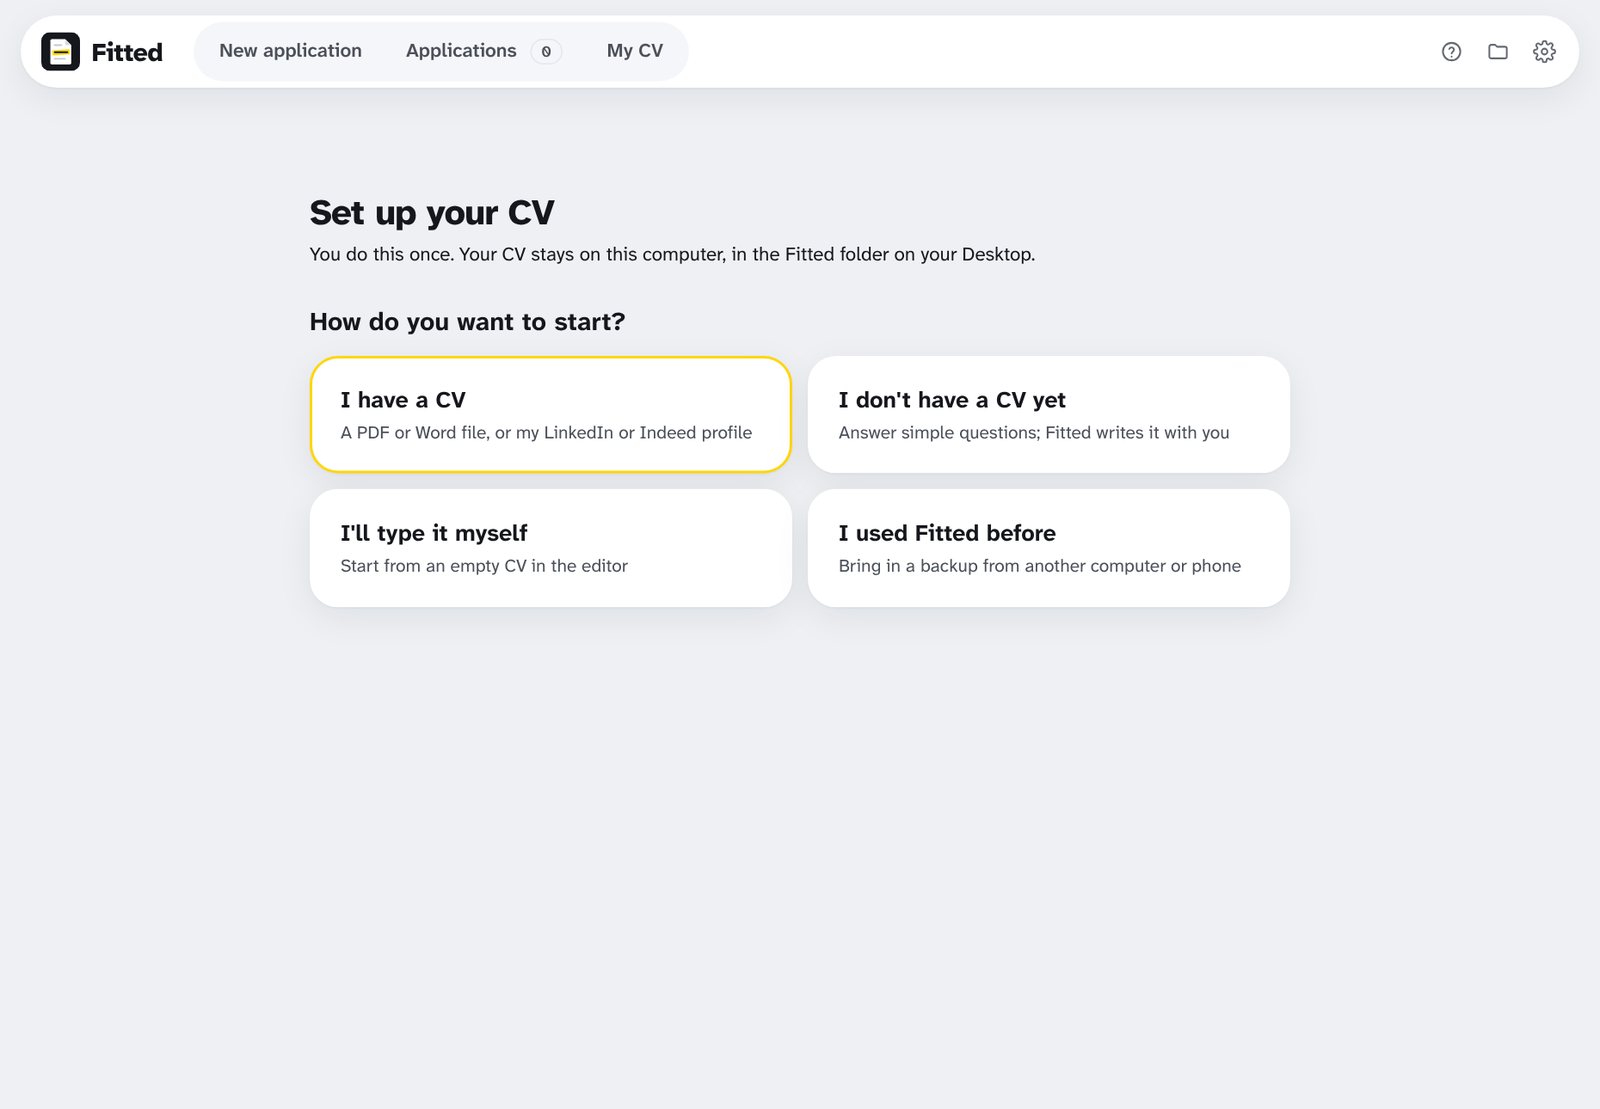 Fitted
New application
Applications 0
My CV
Set up your CV
You do this once. Your CV stays on this computer, in the Fitted folder on your Desktop.
How do you want to start?
I have a CV
A PDF or Word file, or my LinkedIn or Indeed profile
I don't have a CV yet
Answer simple questions; Fitted writes it with you
I'll type it myself
Start from an empty CV in the editor
I used Fitted before
Bring in a backup from another computer or phone